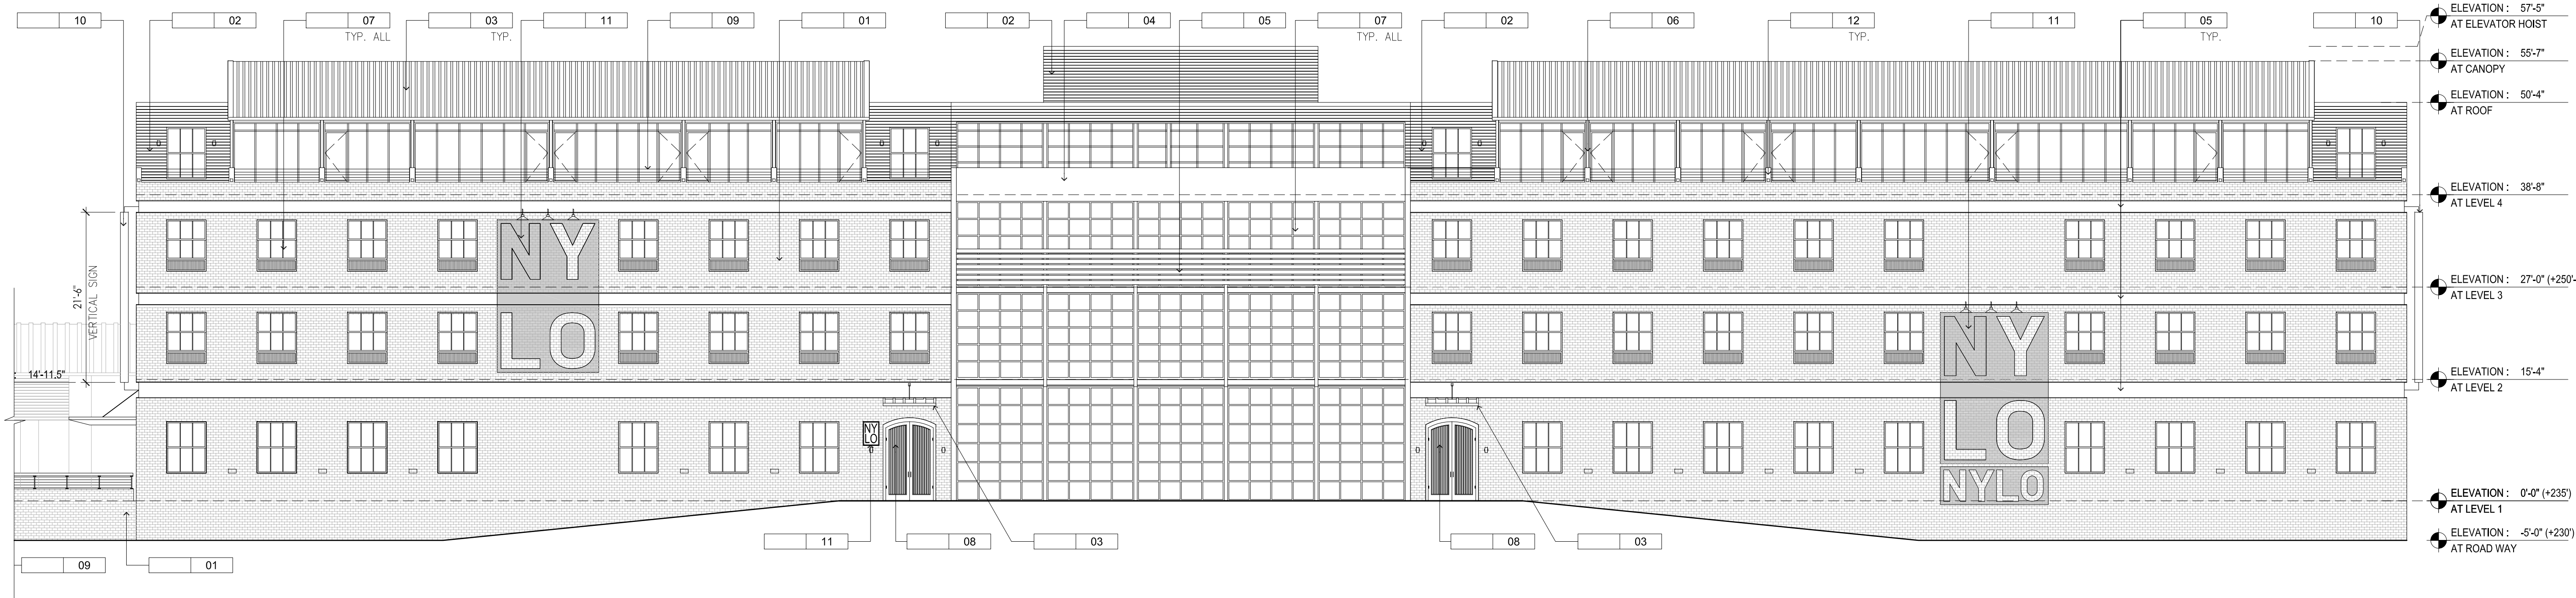 10
02
07
TYP. ALL
03
TYP.
11
09
01
02
04
05
07
TYP. ALL
02
06
12
TYP.
11
05
TYP.
10
ELEVATION : 57'-5"
AT ELEVATOR HOIST
ELEVATION : 55'-7"
AT CANOPY
ELEVATION : 50'-4"
AT ROOF
ELEVATION : 38'-8"
AT LEVEL 4
ELEVATION : 27'-0" (+250'-
AT LEVEL 3
ELEVATION : 15'-4"
AT LEVEL 2
ELEVATION : 0'-0" (+235')
AT LEVEL 1
ELEVATION : -5'-0" (+230')
AT ROAD WAY
21'-6"
VERTICAL SIGN
: 14'-11.5"
NY
LO
NY
LO
NY
LO
NYLO
11
08
03
08
03
09
01